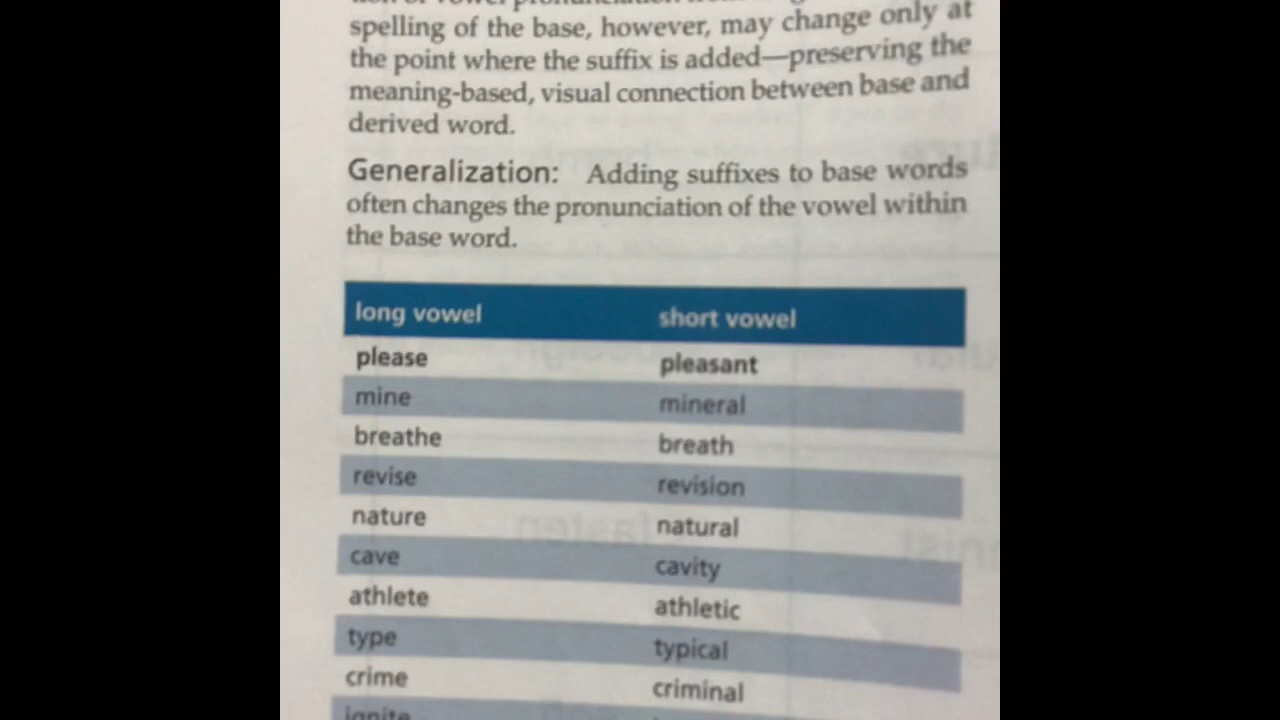 spelling of the base, however, may change only at
the point where the suffix is added—preserving the
meaning-based, visual connection between base and
derived word.
Generalization: Adding suffixes to base words
often changes the pronunciation of the vowel within
the base word.
long vowel short vowel
please pleasant
mine mineral
breathe breath
revise revision
nature natural
cave cavity
athlete athletic
type typical
crime criminal
ignite